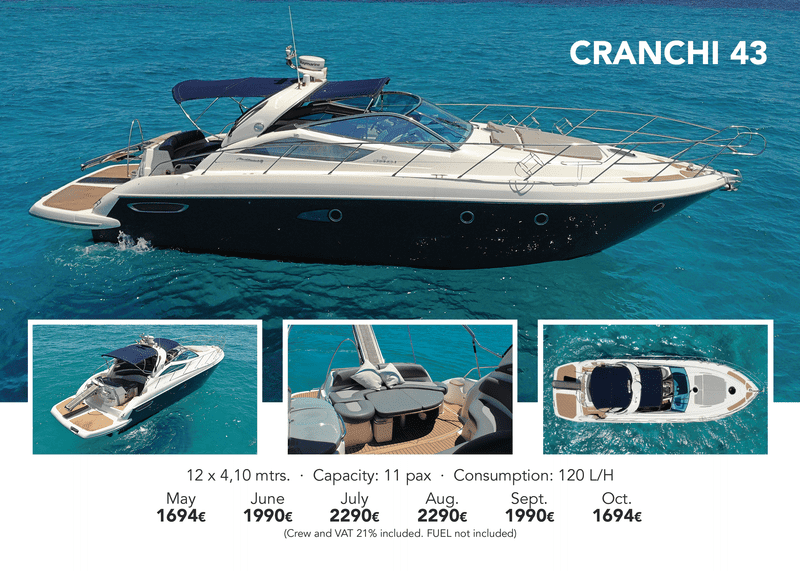 CRANCHI 43
12 x 4,10 mtrs. · Capacity: 11 pax · Consumption: 120 L/H
May June July Aug. Sept. Oct.
1694€ 1990€ 2290€ 2290€ 1990€ 1694€
(Crew and VAT 21% included. FUEL not included)